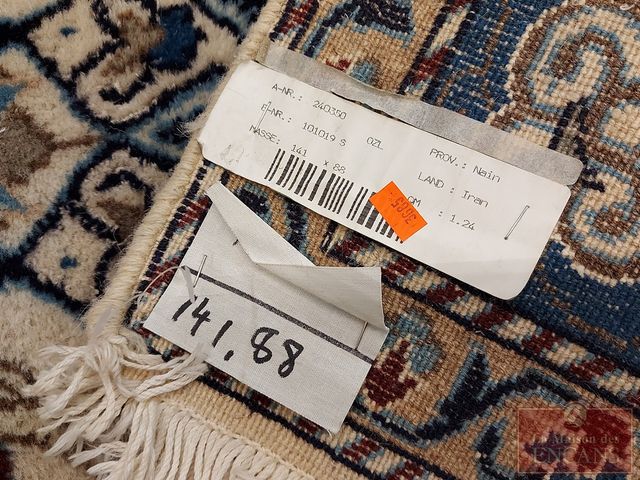 A-NR.: 240350
F-NR.: 101019 S OZL
MASSE: 141 x 88
PROV.: Nain
LAND : Iran
QM : 1.24
141.88
La Maison des
ENCANS